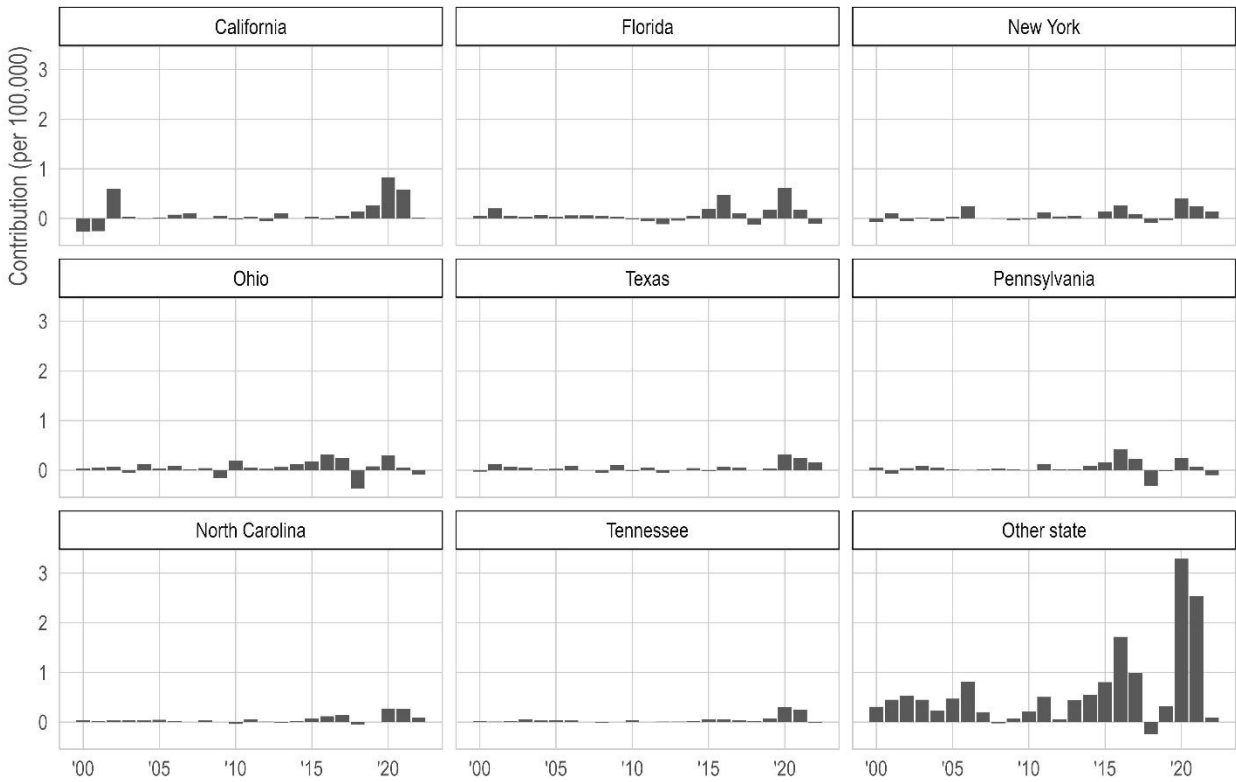 California Florida New York
Contribution (per 100,000)
3
2
1
0
Ohio Texas Pennsylvania
3
2
1
0
North Carolina Tennessee Other state
3
2
1
0
'00 '05 '10 '15 '20 '00 '05 '10 '15 '20 '00 '05 '10 '15 '20